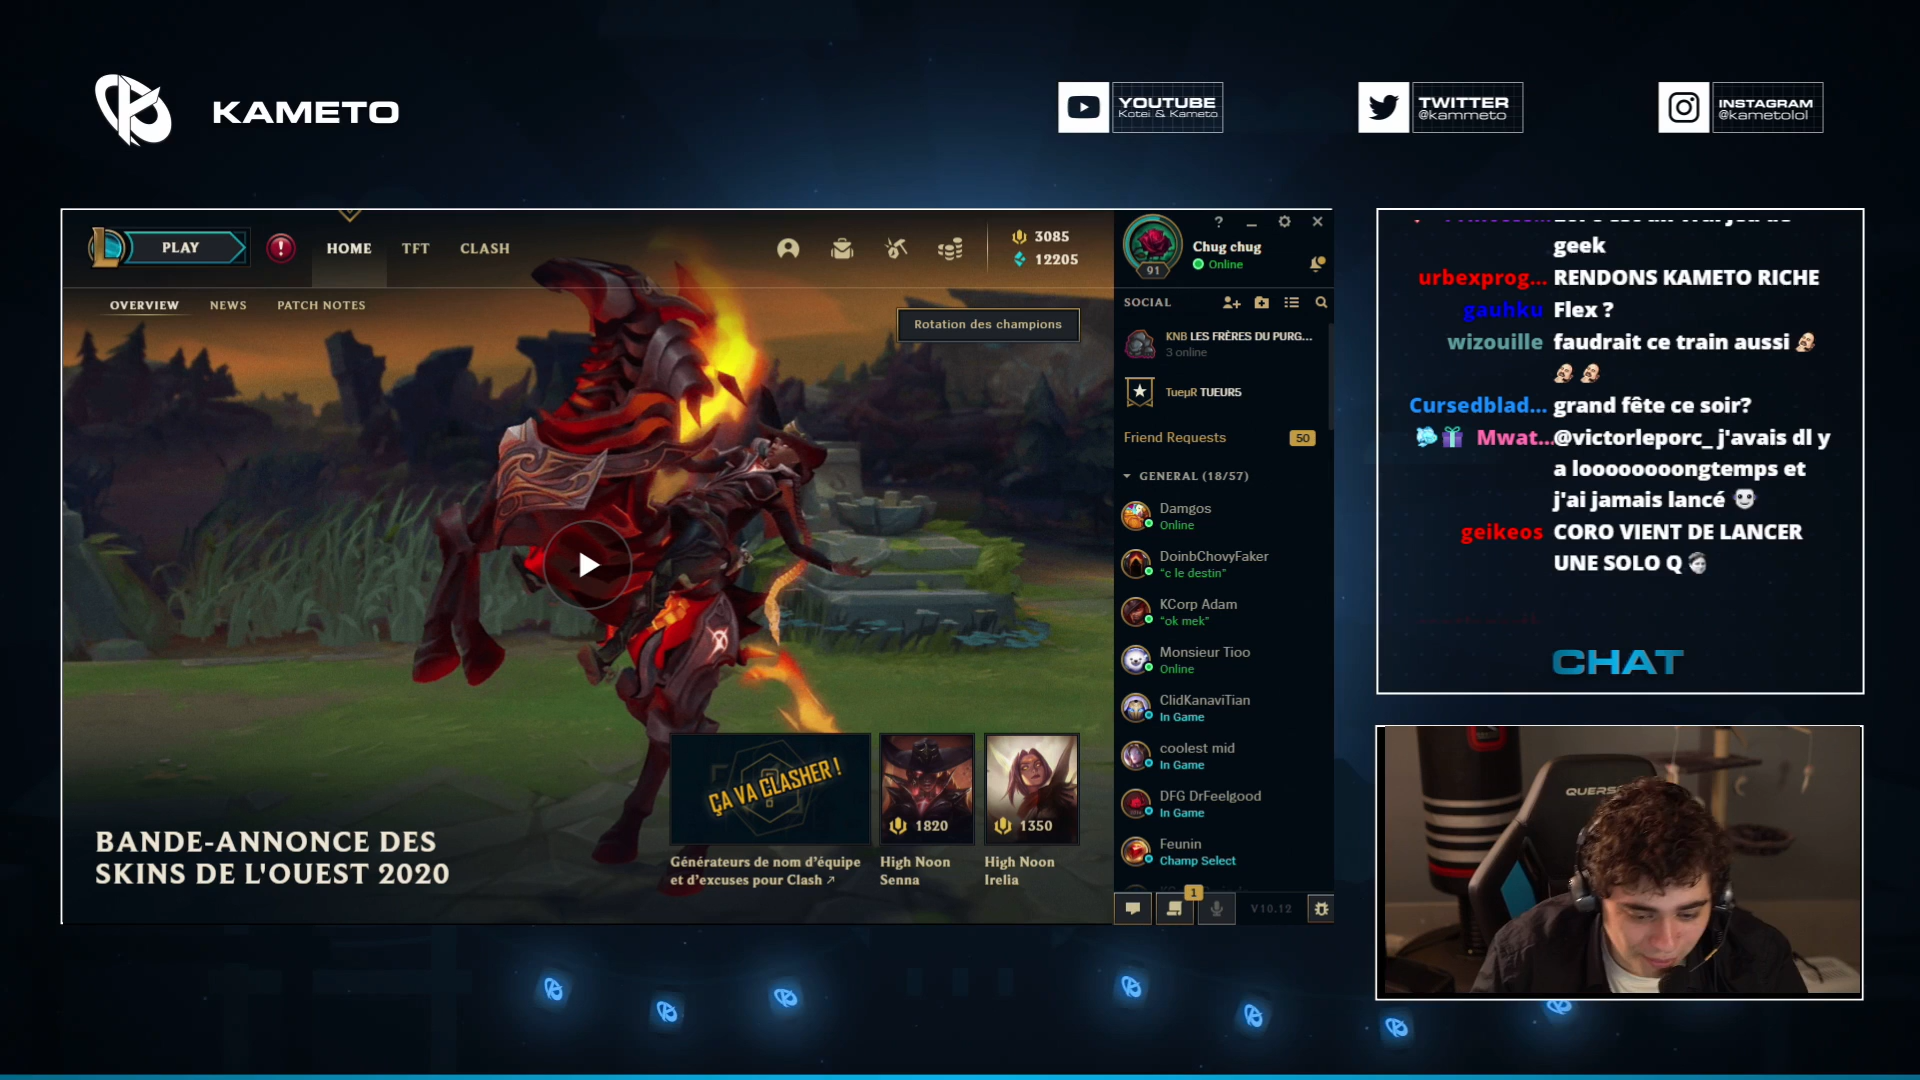 KAMETO
YOUTUBE
Kotei & Kameto
TWITTER
@kammeto
INSTAGRAM
@kametolol
PLAY
HOME
TFT
CLASH
3085
12205
OVERVIEW
NEWS
PATCH NOTES
Rotation des champions
BANDE-ANNONCE DES
SKINS DE L'OUEST 2020
ÇA VA CLASHER !
Générateurs de nom d'équipe
et d'excuses pour Clash
1820
High Noon
Senna
1350
High Noon
Irelia
?
91
Chug chug
Online
SOCIAL
KNB LES FRÈRES DU PURG...
3 online
TueµR TUEUR5
Friend Requests
50
GENERAL (18/57)
Damgos
Online
DoinbChovyFaker
"c le destin"
KCorp Adam
"ok mek"
Monsieur Tioo
Online
ClidKanaviTian
In Game
coolest mid
In Game
DFG DrFeelgood
In Game
Feunin
Champ Select
1
V10.12
geek
urbexprog... RENDONS KAMETO RICHE
gauhku Flex ?
wizouille faudrait ce train aussi
Cursedblad... grand fête ce soir?
Mwat... @victorleporc_ j'avais dl y
a looooooooongtemps et
j'ai jamais lancé
geikeos CORO VIENT DE LANCER
UNE SOLO Q
CHAT